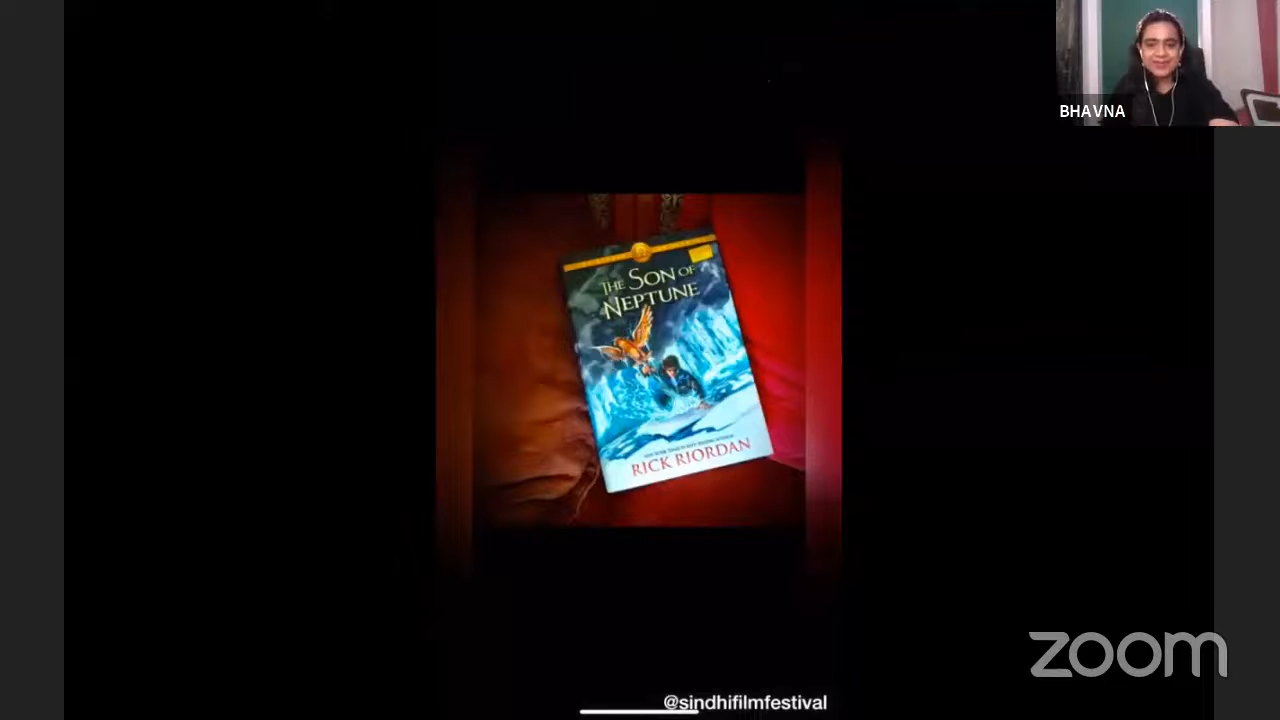 BHAVNA
THE SON OF
NEPTUNE
RICK RIORDAN
zoom
@sindhifilmfestival